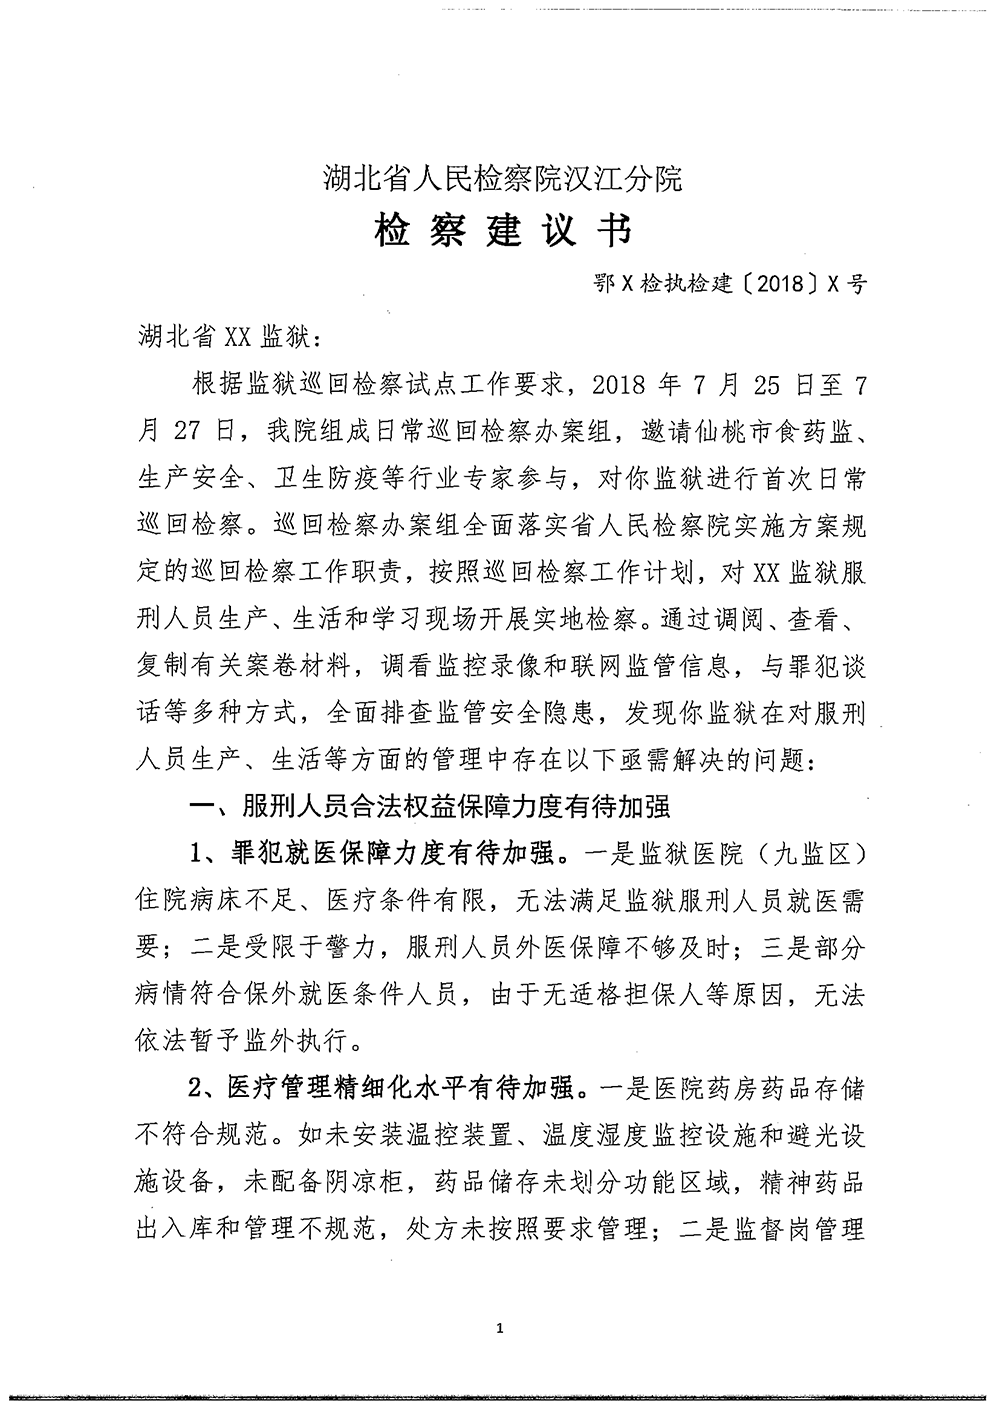 湖北省人民检察院汉江分院
检察建议书
鄂X检执检建〔2018〕X号
湖北省XX监狱：
根据监狱巡回检察试点工作要求，2018 年 7 月 25 日至 7
月 27 日，我院组成日常巡回检察办案组，邀请仙桃市食药监、
生产安全、卫生防疫等行业专家参与，对你监狱进行首次日常
巡回检察。巡回检察办案组全面落实省人民检察院实施方案规
定的巡回检察工作职责，按照巡回检察工作计划，对XX监狱服
刑人员生产、生活和学习现场开展实地检察。通过调阅、查看、
复制有关案卷材料，调看监控录像和联网监管信息，与罪犯谈
话等多种方式，全面排查监管安全隐患，发现你监狱在对服刑
人员生产、生活等方面的管理中存在以下亟需解决的问题：
一、服刑人员合法权益保障力度有待加强
1、罪犯就医保障力度有待加强。一是监狱医院（九监区）
住院病床不足、医疗条件有限，无法满足监狱服刑人员就医需
要；二是受限于警力，服刑人员外医保障不够及时；三是部分
病情符合保外就医条件人员，由于无适格担保人等原因，无法
依法暂予监外执行。
2、医疗管理精细化水平有待加强。一是医院药房药品存储
不符合规范。如未安装温控装置、温度湿度监控设施和避光设
施设备，未配备阴凉柜，药品储存未划分功能区域，精神药品
出入库和管理不规范，处方未按照要求管理；二是监督岗管理
1